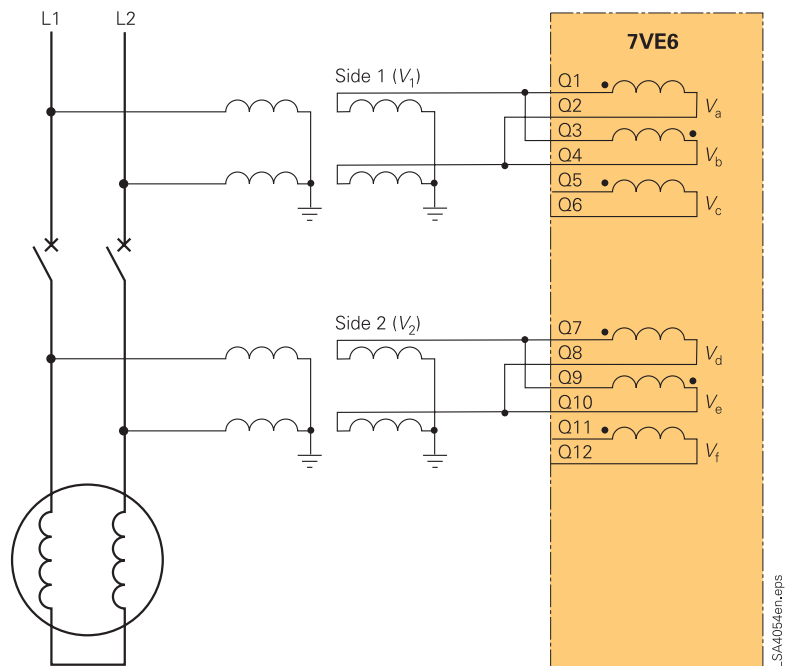 L1
L2
7VE6
Side 1 (V1)
Q1
Q2
Va
Q3
Q4
Vb
Q5
Q6
Vc
Side 2 (V2)
Q7
Q8
Vd
Q9
Q10
Ve
Q11
Q12
Vf
LSA4054en.eps